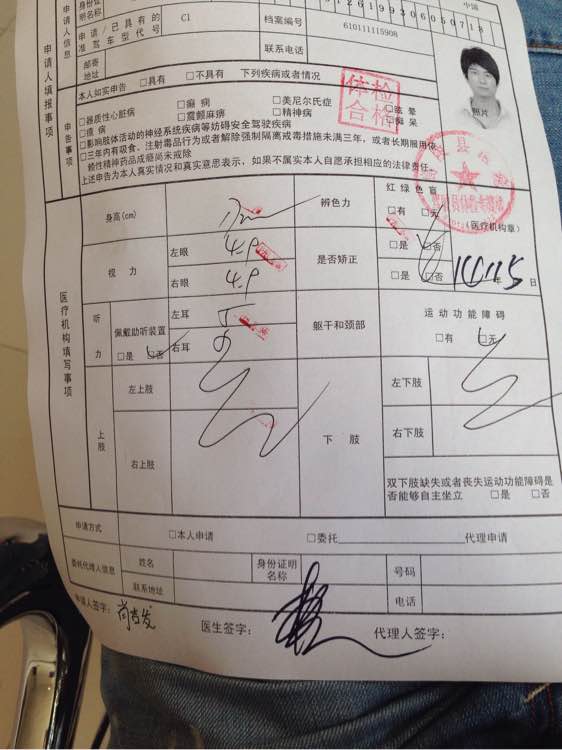 申请人填报事项
申请人信息
身份证明名称
中国
申请/已具有的准驾车型代号 C1 档案编号 610111115908
联系电话
邮寄地址
申告事项
本人如实申告 □具有 □不具有 下列疾病或者情况
□器质性心脏病 □癫 病 □美尼尔氏症 □眩 晕
□癔 病 □震颤麻痹 □精神病 □痴 呆
□影响肢体活动的神经系统疾病等妨碍安全驾驶疾病
□三年内有吸食、注射毒品行为或者解除强制隔离戒毒措施未满三年，或者长期服用依
赖性精神药品成瘾尚未戒除
上述申告为本人真实情况和真实意思表示，如果不属实本人自愿承担相应的法律责任。
体检合格
照片
医疗机构填写事项
身高(cm) 辨色力 红绿色盲
□有 □无
(医疗机构章)
视 力 左眼 4.9 是否矫正 □是 □否
右眼 4.9 □是 □否
日
听 力 佩戴助听装置 □是 □否
左耳
右耳
躯干和颈部 运动功能障碍
□有 □无
上肢 左上肢
右上肢
下 肢 左下肢
右下肢
双下肢缺失或者丧失运动功能障碍是
否能够自主坐立 □是 □否
申请方式 □本人申请 □委托 代理申请
委托代理人信息 姓名 身份证明名称 号码
联系地址 电话
申请人签字： 医生签字： 代理人签字：